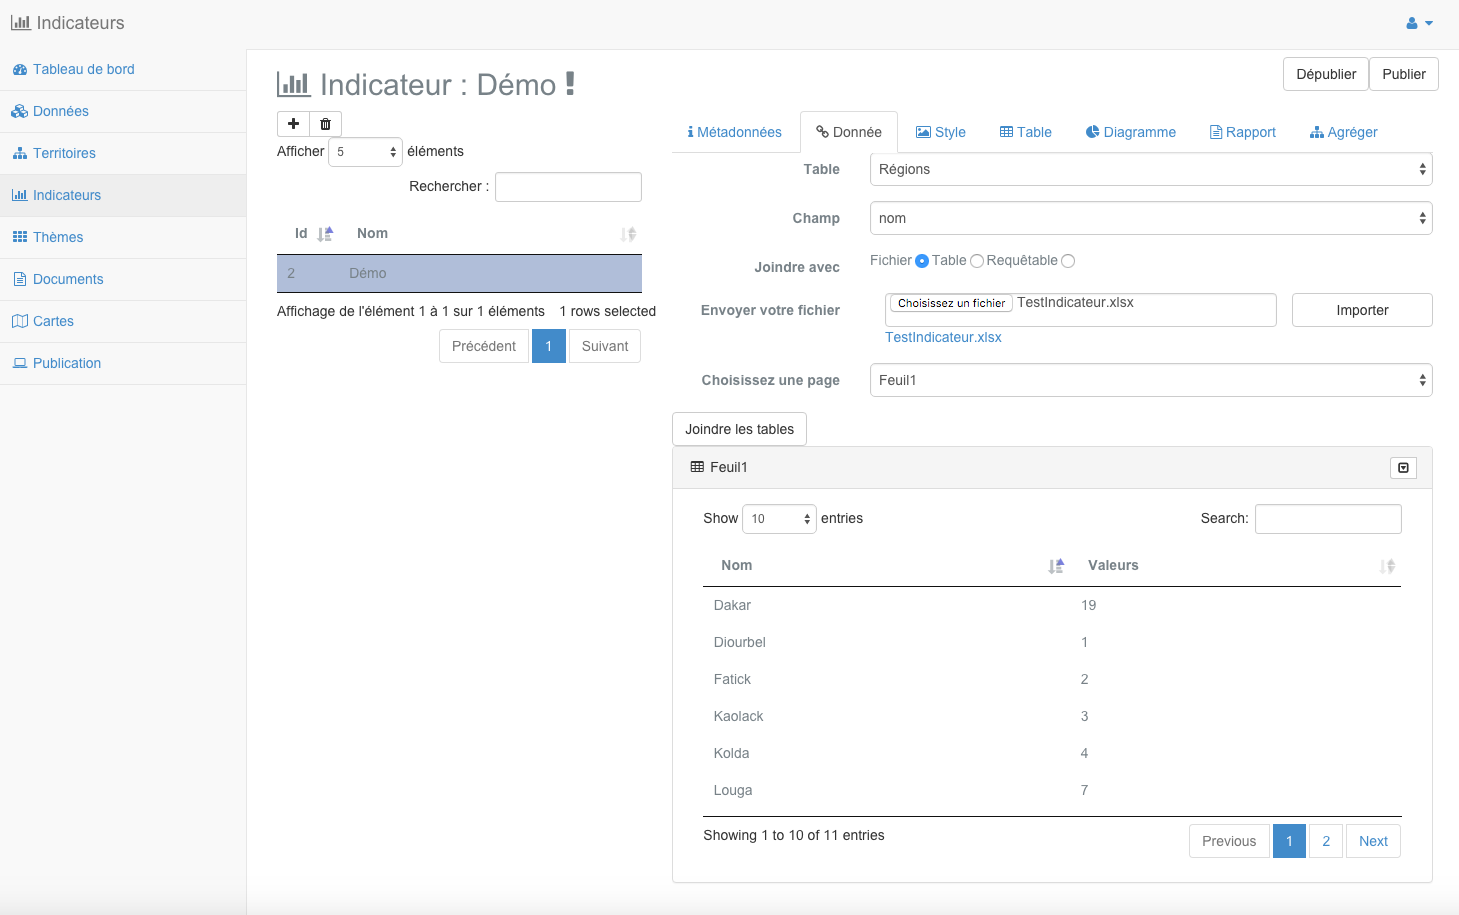 Indicateurs
Tableau de bord
Données
Territoires
Indicateurs
Thèmes
Documents
Cartes
Publication
Indicateur : Démo !
Dépublier Publier
Afficher 5 éléments
Rechercher :
Id Nom
2 Démo
Affichage de l'élément 1 à 1 sur 1 éléments 1 rows selected
Précédent 1 Suivant
Métadonnées Donnée Style Table Diagramme Rapport Agréger
Table Régions
Champ nom
Joindre avec Fichier Table Requêtable
Envoyer votre fichier Choisissez un fichier TestIndicateur.xlsx Importer
TestIndicateur.xlsx
Choisissez une page Feuil1
Joindre les tables
Feuil1
Show 10 entries Search:
Nom Valeurs
Dakar 19
Diourbel 1
Fatick 2
Kaolack 3
Kolda 4
Louga 7
Showing 1 to 10 of 11 entries
Previous 1 2 Next